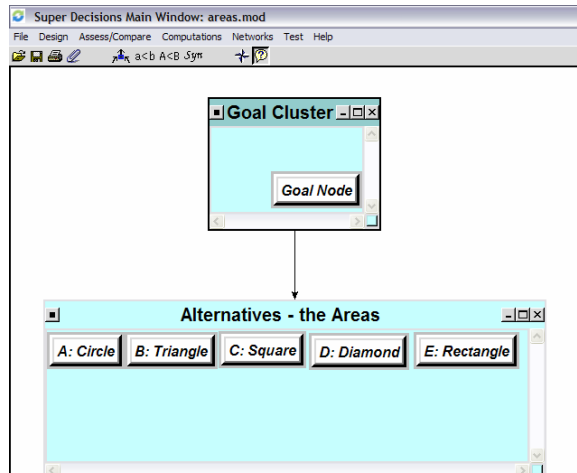 Super Decisions Main Window: areas.mod
File Design Assess/Compare Computations Networks Test Help
a<b A<B Syn
Goal Cluster
Goal Node
Alternatives - the Areas
A: Circle B: Triangle C: Square D: Diamond E: Rectangle